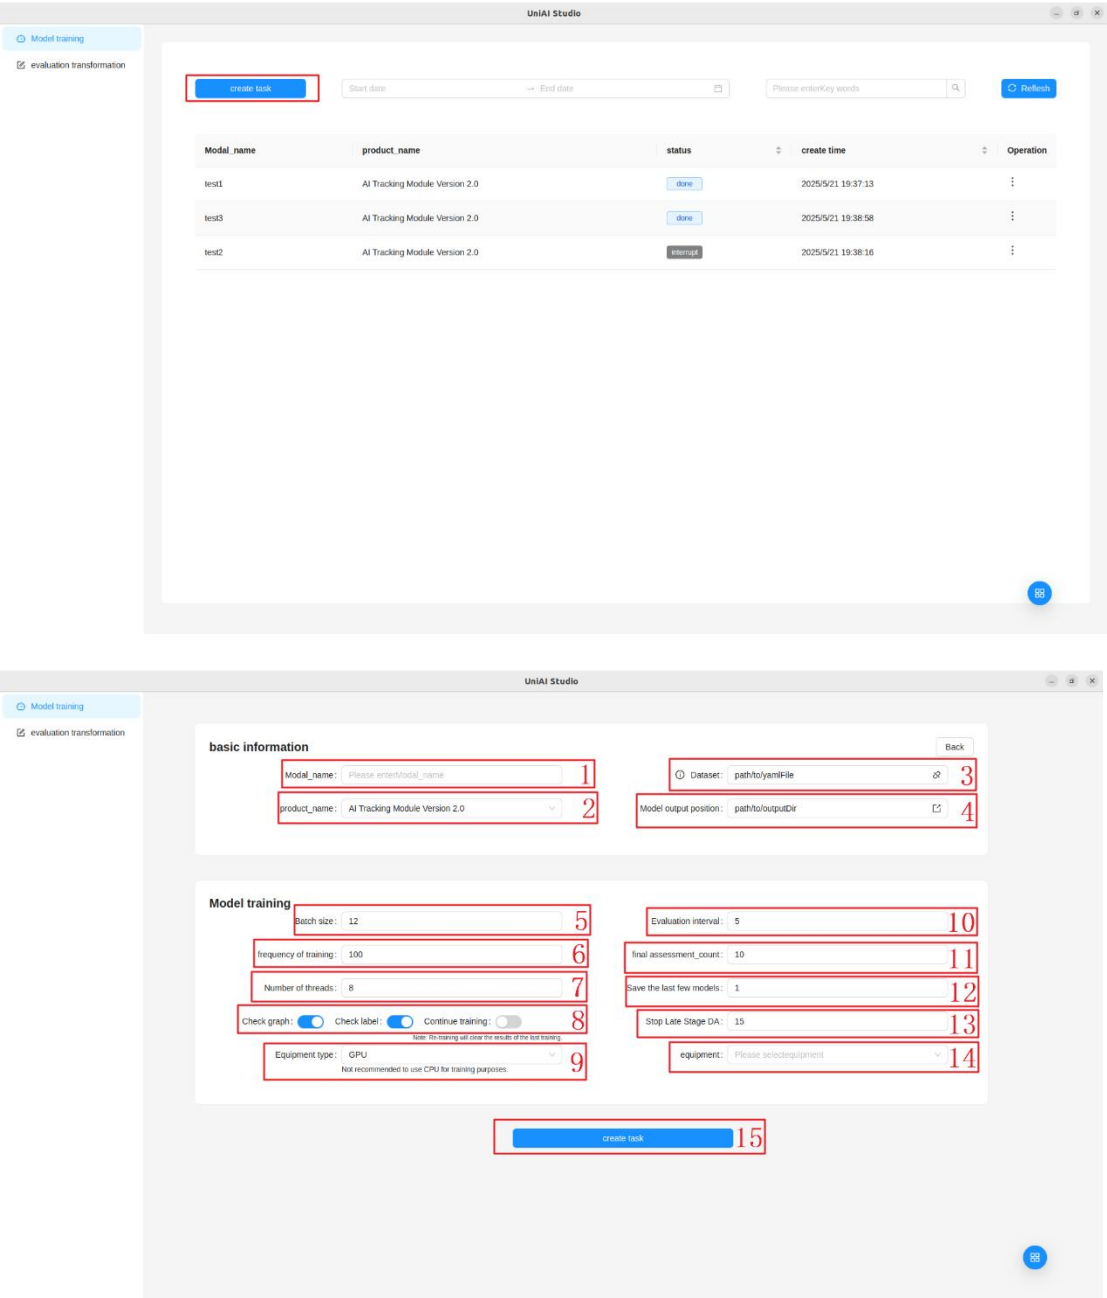 UniAI Studio
Model training
evaluation transformation
create task
Start date → End date
Please enterKey words
Reflesh
Modal_name product_name status create time Operation
test1 AI Tracking Module Version 2.0 done 2025/5/21 19:37:13
test3 AI Tracking Module Version 2.0 done 2025/5/21 19:38:58
test2 AI Tracking Module Version 2.0 interrupt 2025/5/21 19:38:16
UniAI Studio
Model training
evaluation transformation
basic information
Back
Modal_name: Please enterModal_name 1
Dataset: path/to/yamlFile 3
product_name: AI Tracking Module Version 2.0 2
Model output position: path/to/outputDir 4
Model training
Batch size: 12 5
Evaluation interval: 5 10
frequency of training: 100 6
final assessment_count: 10 11
Number of threads: 8 7
Save the last few models: 1 12
Check graph: Check label: Continue training: 8
Note: Re-training will clear the results of the last training.
Stop Late Stage DA: 15 13
Equipment type: GPU 9
Not recommended to use CPU for training purposes.
equipment: Please selectequipment 14
create task 15